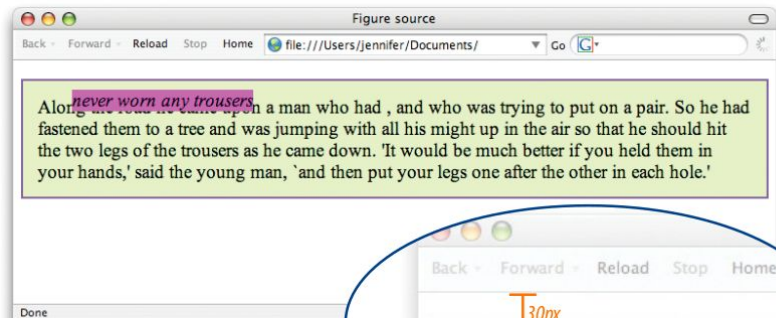 Figure source
Back Forward Reload Stop Home file:///Users/jennifer/Documents/ Go G
never worn any trousers
Along the road he came upon a man who had , and who was trying to put on a pair. So he had
fastened them to a tree and was jumping with all his might up in the air so that he should hit
the two legs of the trousers as he came down. 'It would be much better if you held them in
your hands,' said the young man, `and then put your legs one after the other in each hole.'
Back Forward Reload Stop Home
30px
Done